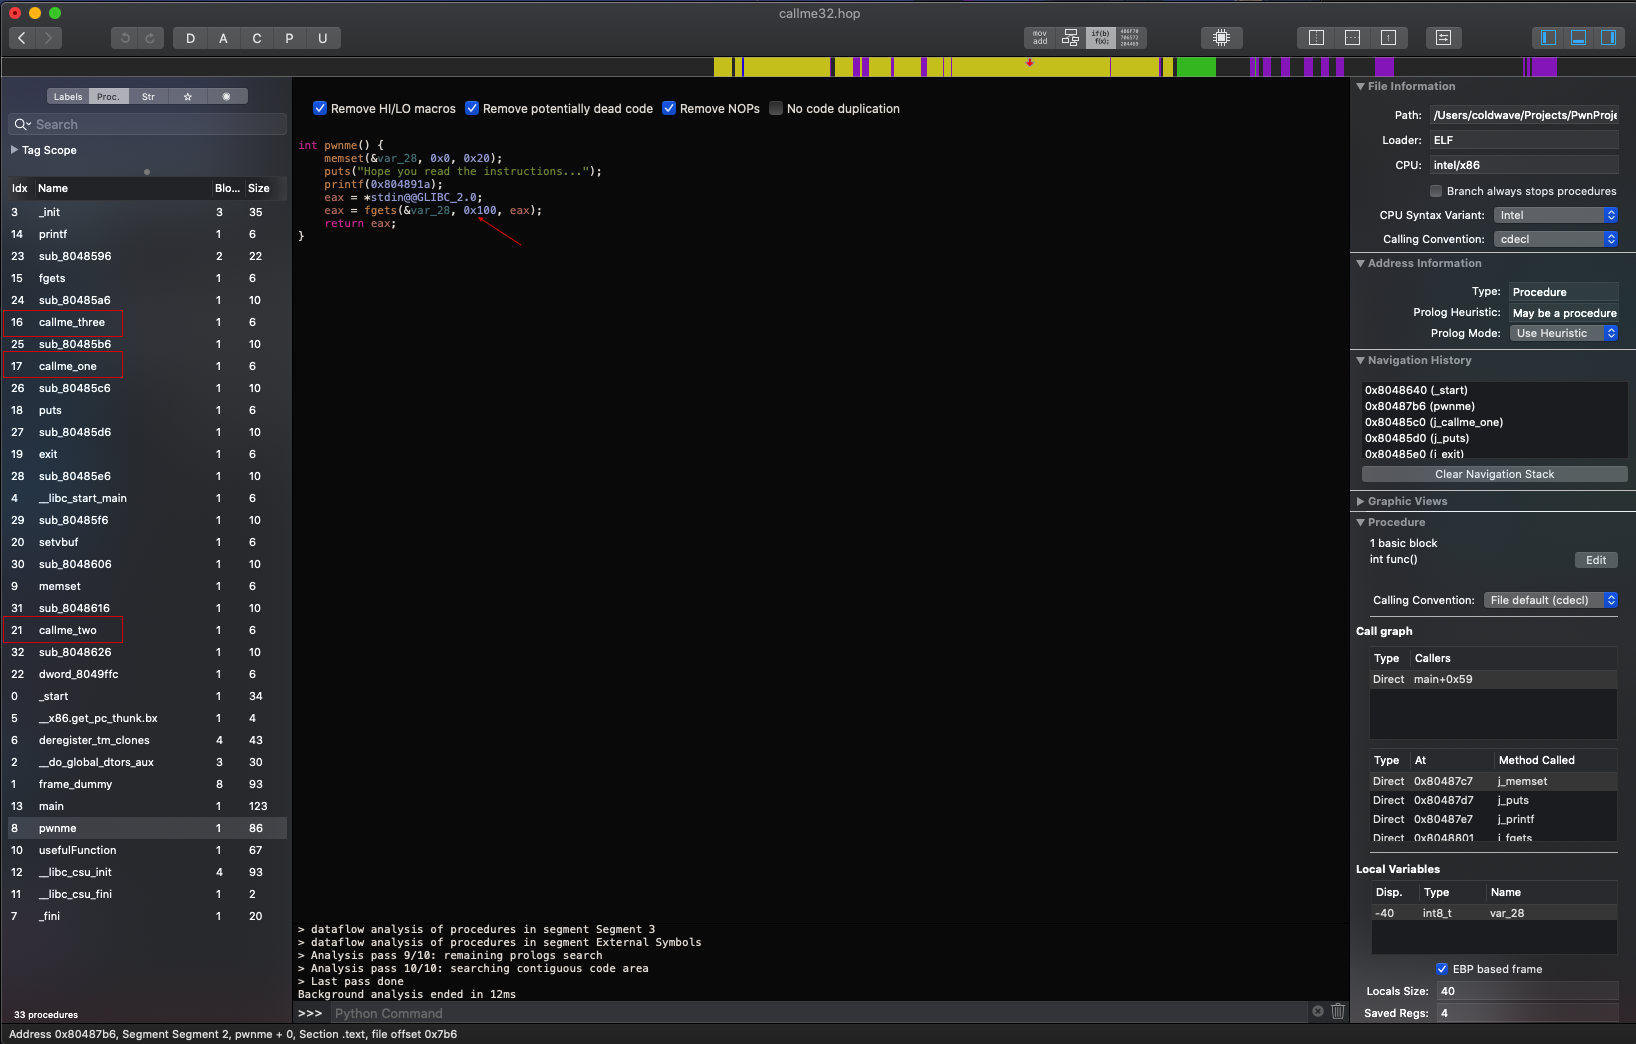 callme32.hop
D A C P U
mov add
if(b) f(x);
Labels Proc. Str
Search
Tag Scope
Idx Name Blo... Size
3 _init 3 35
14 printf 1 6
23 sub_8048596 2 22
15 fgets 1 6
24 sub_80485a6 1 10
16 callme_three 1 6
25 sub_80485b6 1 10
17 callme_one 1 6
26 sub_80485c6 1 10
18 puts 1 6
27 sub_80485d6 1 10
19 exit 1 6
28 sub_80485e6 1 10
4 __libc_start_main 1 6
29 sub_80485f6 1 10
20 setvbuf 1 6
30 sub_8048606 1 10
9 memset 1 6
31 sub_8048616 1 10
21 callme_two 1 6
32 sub_8048626 1 10
22 dword_8049ffc 1 6
0 _start 1 34
5 __x86.get_pc_thunk.bx 1 4
6 deregister_tm_clones 4 43
2 __do_global_dtors_aux 3 30
1 frame_dummy 8 93
13 main 1 123
8 pwnme 1 86
10 usefulFunction 1 67
12 __libc_csu_init 4 93
11 __libc_csu_fini 1 2
7 _fini 1 20
33 procedures
Remove HI/LO macros Remove potentially dead code Remove NOPs No code duplication
int pwnme() {
memset(&var_28, 0x0, 0x20);
puts("Hope you read the instructions...");
printf(0x804891a);
eax = *stdin@@GLIBC_2.0;
eax = fgets(&var_28, 0x100, eax);
return eax;
}
> dataflow analysis of procedures in segment Segment 3
> dataflow analysis of procedures in segment External Symbols
> Analysis pass 9/10: remaining prologs search
> Analysis pass 10/10: searching contiguous code area
> Last pass done
Background analysis ended in 12ms
>>> Python Command
File Information
Path: /Users/coldwave/Projects/PwnProje
Loader: ELF
CPU: intel/x86
Branch always stops procedures
CPU Syntax Variant: Intel
Calling Convention: cdecl
Address Information
Type: Procedure
Prolog Heuristic: May be a procedure
Prolog Mode: Use Heuristic
Navigation History
0x8048640 (_start)
0x80487b6 (pwnme)
0x80485c0 (j_callme_one)
0x80485d0 (j_puts)
0x80485e0 (j_exit)
Clear Navigation Stack
Graphic Views
Procedure
1 basic block
int func()
Edit
Calling Convention: File default (cdecl)
Call graph
Type Callers
Direct main+0x59
Type At Method Called
Direct 0x80487c7 j_memset
Direct 0x80487d7 j_puts
Direct 0x80487e7 j_printf
Direct 0x8048801 j_fgets
Local Variables
Disp. Type Name
-40 int8_t var_28
EBP based frame
Locals Size: 40
Saved Regs: 4
Address 0x80487b6, Segment Segment 2, pwnme + 0, Section .text, file offset 0x7b6